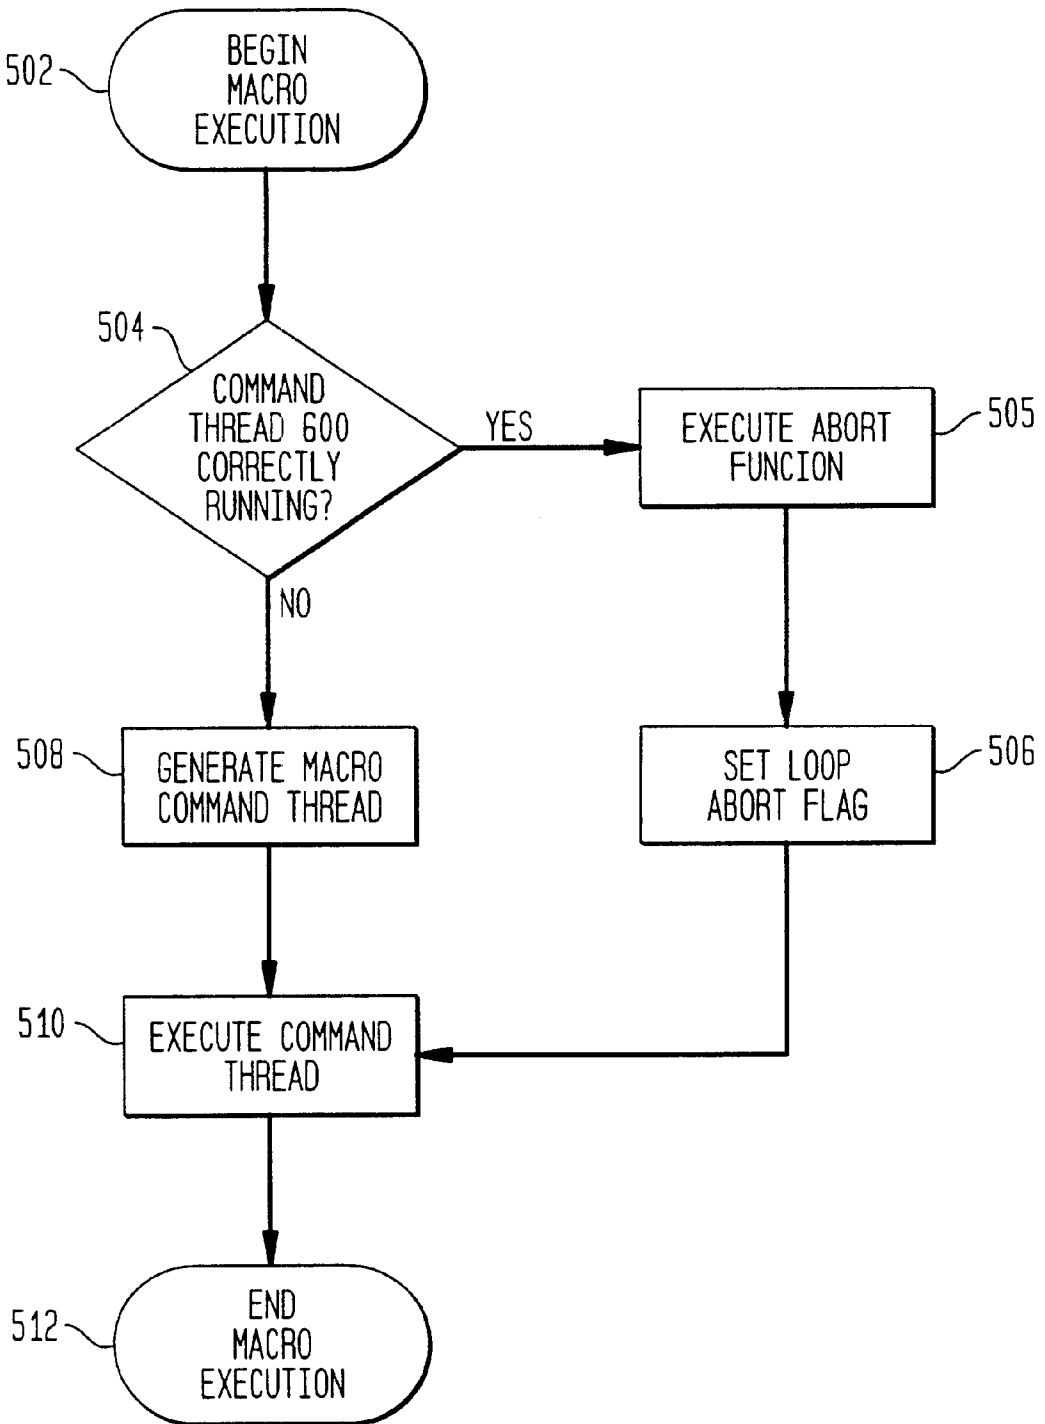 502
BEGIN
MACRO
EXECUTION
504
COMMAND
THREAD 600
CORRECTLY
RUNNING?
YES
NO
505
EXECUTE ABORT
FUNCION
506
SET LOOP
ABORT FLAG
508
GENERATE MACRO
COMMAND THREAD
510
EXECUTE COMMAND
THREAD
512
END
MACRO
EXECUTION